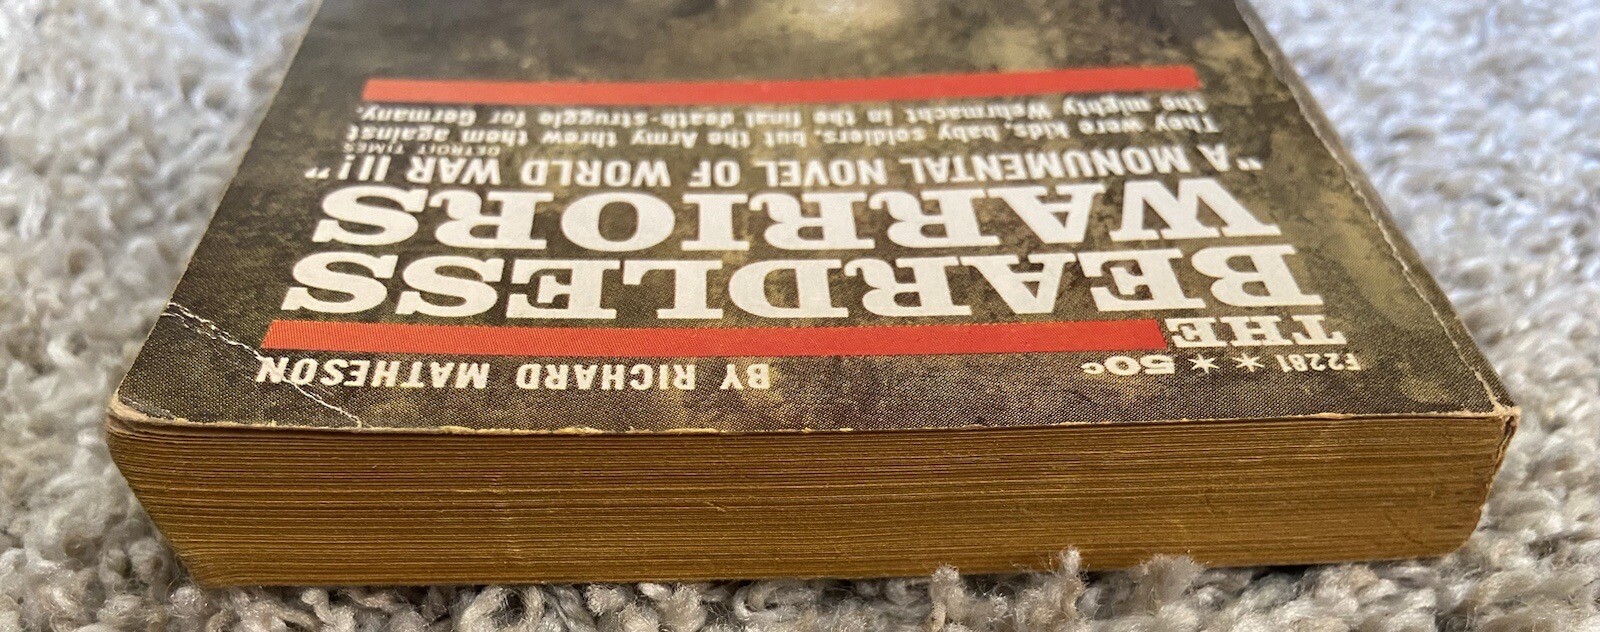 F2281 ★★ 50c
BY RICHARD MATHESON
THE
BEARDLESS
WARRIORS
"A MONUMENTAL NOVEL OF WORLD WAR II!"
DETROIT TIMES
They were kids, baby soldiers, but the Army threw them against
the mighty Wehrmacht in the final death-struggle for Germany.